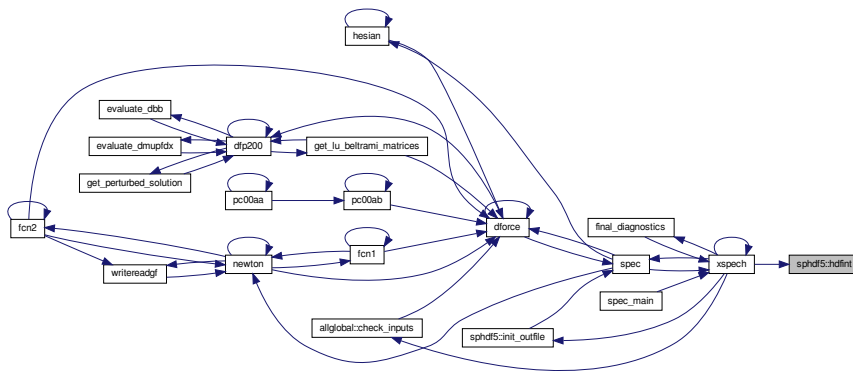 hesian
evaluate_dbb
evaluate_dmupfdx
dfp200
get_lu_beltrami_matrices
get_perturbed_solution
pc00aa
pc00ab
fcn2
dforce
final_diagnostics
fcn1
writereadgf
newton
spec
xspech
sphdf5::hdfint
spec_main
allglobal::check_inputs
sphdf5::init_outfile